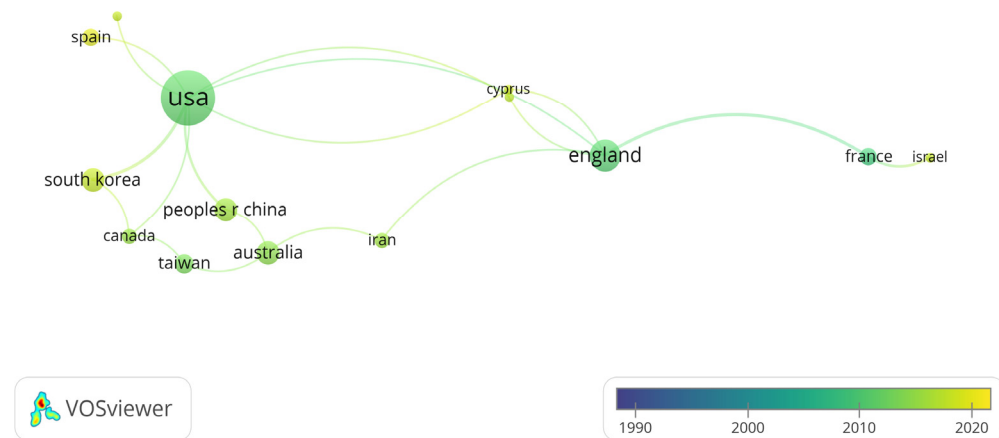 spain
usa
cyprus
england
france
israel
south korea
peoples r china
canada
iran
australia
taiwan
VOSviewer
1990 2000 2010 2020